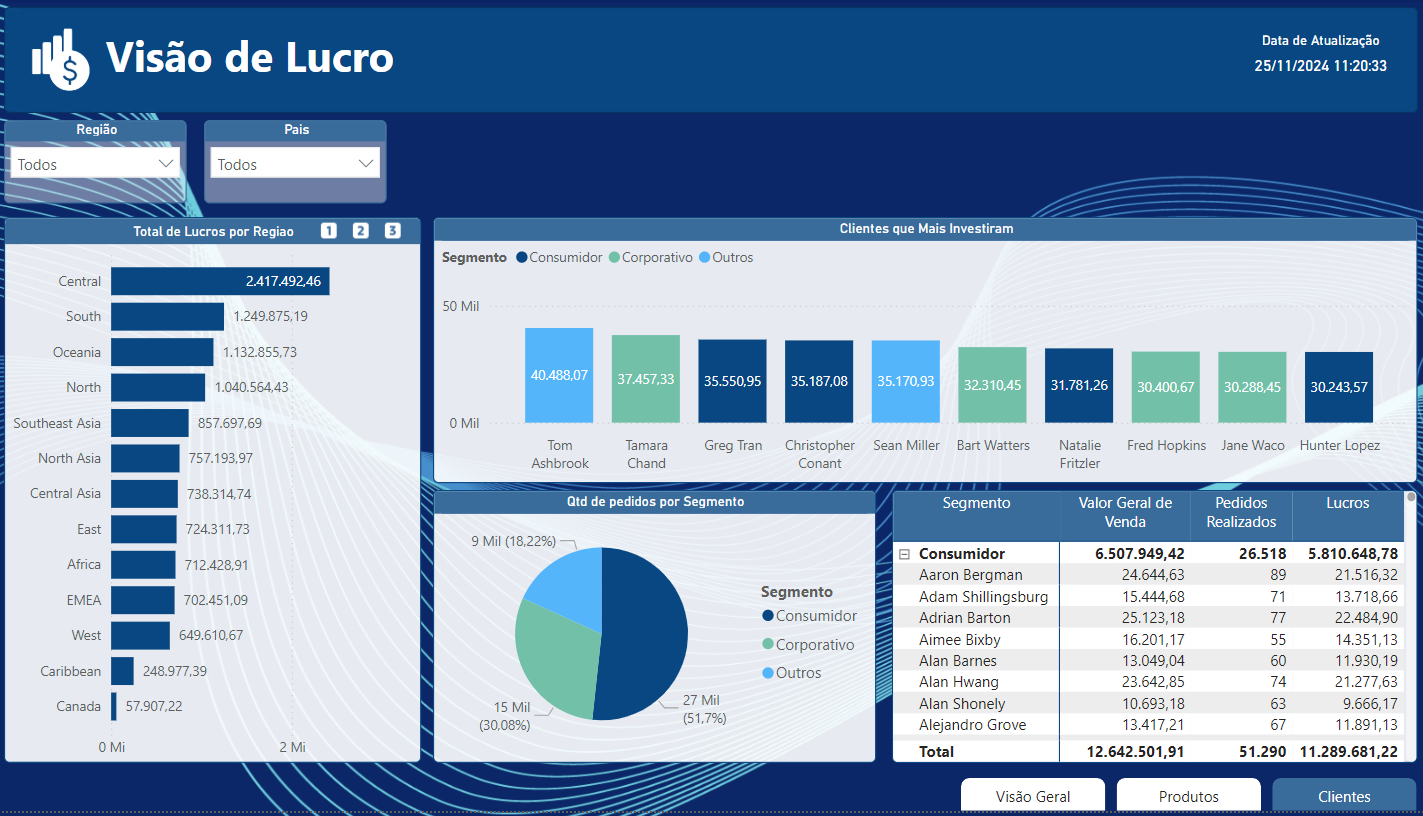 Visão de Lucro
Data de Atualização
25/11/2024 11:20:33
Região
Todos
Pais
Todos
Total de Lucros por Regiao 1 2 3
Central 2.417.492,46
South 1.249.875,19
Oceania 1.132.855,73
North 1.040.564,43
Southeast Asia 857.697,69
North Asia 757.193,97
Central Asia 738.314,74
East 724.311,73
Africa 712.428,91
EMEA 702.451,09
West 649.610,67
Caribbean 248.977,39
Canada 57.907,22
0 Mi 2 Mi
Clientes que Mais Investiram
Segmento Consumidor Corporativo Outros
50 Mil
40.488,07 37.457,33 35.550,95 35.187,08 35.170,93 32.310,45 31.781,26 30.400,67 30.288,45 30.243,57
0 Mil
Tom Ashbrook
Tamara Chand
Greg Tran
Christopher Conant
Sean Miller
Bart Watters
Natalie Fritzler
Fred Hopkins
Jane Waco
Hunter Lopez
Qtd de pedidos por Segmento
9 Mil (18,22%)
15 Mil
(30,08%)
27 Mil
(51,7%)
Segmento
Consumidor
Corporativo
Outros
Segmento Valor Geral de Venda Pedidos Realizados Lucros
Consumidor 6.507.949,42 26.518 5.810.648,78
Aaron Bergman 24.644,63 89 21.516,32
Adam Shillingsburg 15.444,68 71 13.718,66
Adrian Barton 25.123,18 77 22.484,90
Aimee Bixby 16.201,17 55 14.351,13
Alan Barnes 13.049,04 60 11.930,19
Alan Hwang 23.642,85 74 21.277,63
Alan Shonely 10.693,18 63 9.666,17
Alejandro Grove 13.417,21 67 11.891,13
Total 12.642.501,91 51.290 11.289.681,22
Visão Geral
Produtos
Clientes